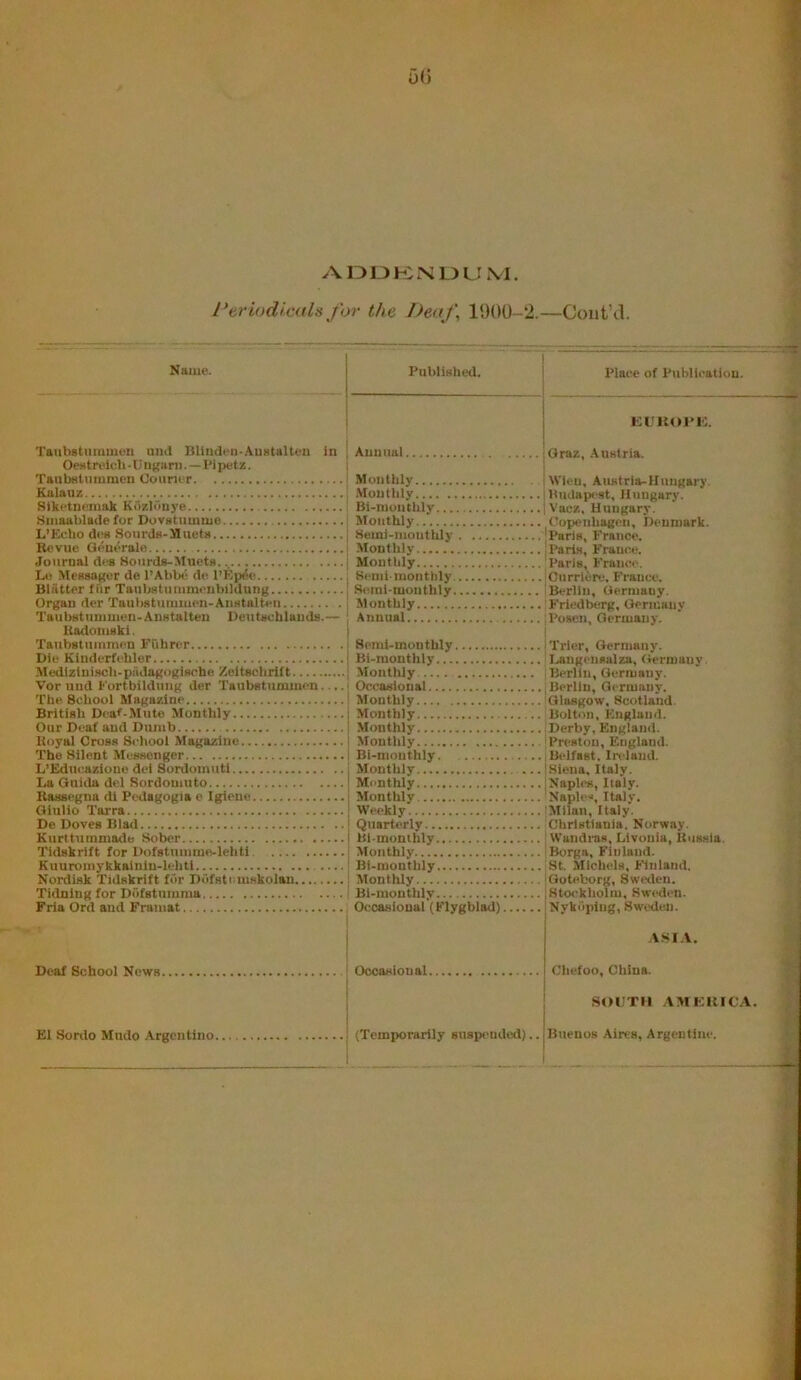 56
ADDENDUM.
Periodicals for the Deaf, 1900-2.—Cont'd.
Name. Published. Place of Publication.
EUROPE.
Taubstummen und Blinden-Anstalten in Oestreich-Ungarn.—Pipetz. Annual Graz, Austria.
Taubstummen Courier Monthly Wien, Austria-Hungary.
Kalauz Monthly Budapest, Hungary.
Siketnemak Közlönye Bi-monthly Vacz, Hungary.
Smaablade for Dovstumme Monthly Copenhagen, Denmark.
L'Echo des Sourds-Muets Semi-monthly Paris, France.
Revue Générale Monthly Paris, France.
Journal des Sourds-Muets Monthly Paris, France.
Le Messager de l'Abbé de l'Épée Semi-monthly Currière, France.
Blätter für Taubstummenbildung Semi-monthly Berlin, Germany.
Organ der Taubstummen-Anstalten Monthly Friedberg, Germany
Taubstummen-Anstalten Deutschlands.—Radomski. Annual Posen, Germany.
Taubstummen Führer Semi-monthly Trier, Germany.
Die Kinderfehler Bi-monthly Langensalza, Germany.
Medizinisch-pädagogische Zeitschrift Monthly Berlin, Germany.
Vor und Fortbildung der Taubstummen Occasional Berlin, Germany.
The School Magazine Monthly Glasgow, Scotland.
British Deaf-Mute Monthly Monthly Bolton, England.
Our Deaf and Dumb Monthly Derby, England.
Royal Cross School Magazine Monthly Preston, England.
The Silent Messenger Bi-monthly Belfast, Ireland.
L'Educazione dei Sordomuti Monthly Siena, Italy.
La Guida del Sordomuto Monthly Naples, Italy.
Rassegna di Pedagogia e Igiene Monthly Naples, Italy.
Giulio Tarra Weekly Milan, Italy.
De Doves Blad Quarterly Christiania, Norway.
Kurttummade Sober Bi-monthly Wandras, Livonia, Russia.
Tidskrift for Dofstumme-lehti Monthly Borga, Finland.
Kuuromykkainin-lehti Bi-monthly St. Michels, Finland.
Nordisk Tidskrift för Döfstumskolan Monthly Goteborg, Sweden.
Tidning for Döfstumma Bi-monthly Stockholm, Sweden.
Fria Ord and Framat Occasional (Flygblad) Nyköping, Sweden.
ASIA.
Deaf School News Occasional Chefoo, China.
SOUTH AMERICA.
El Sordo Mudo Argentino (Temporarily suspended) Buenos Aires, Argentine.